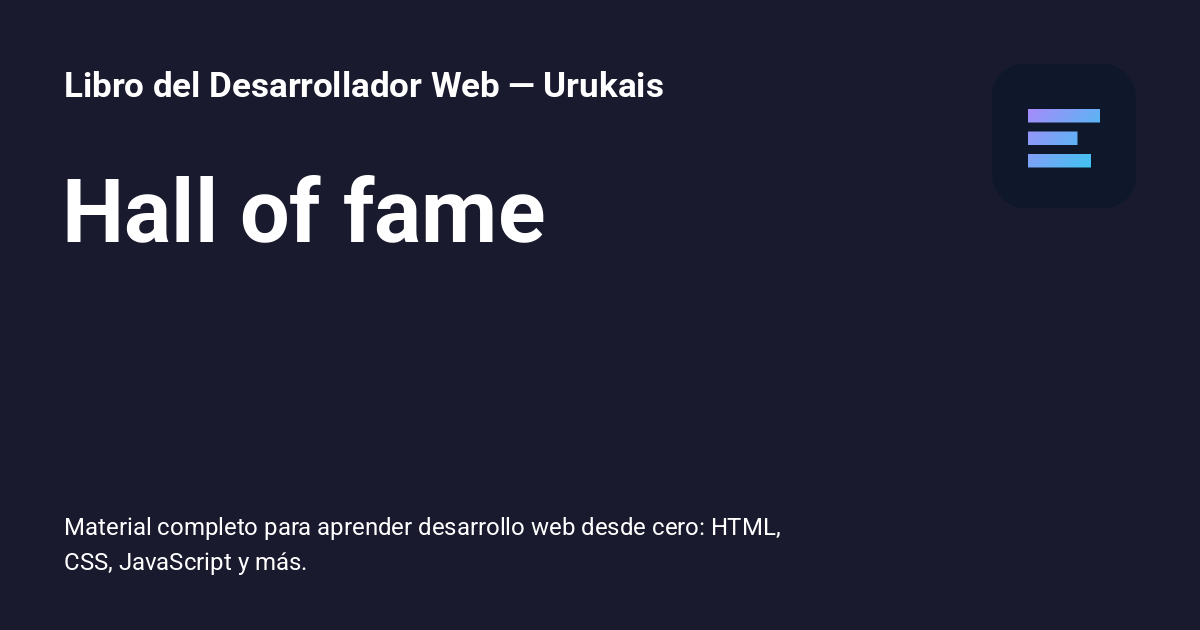 Libro del Desarrollador Web — Urukais
Hall of fame
Material completo para aprender desarrollo web desde cero: HTML,
CSS, JavaScript y más.